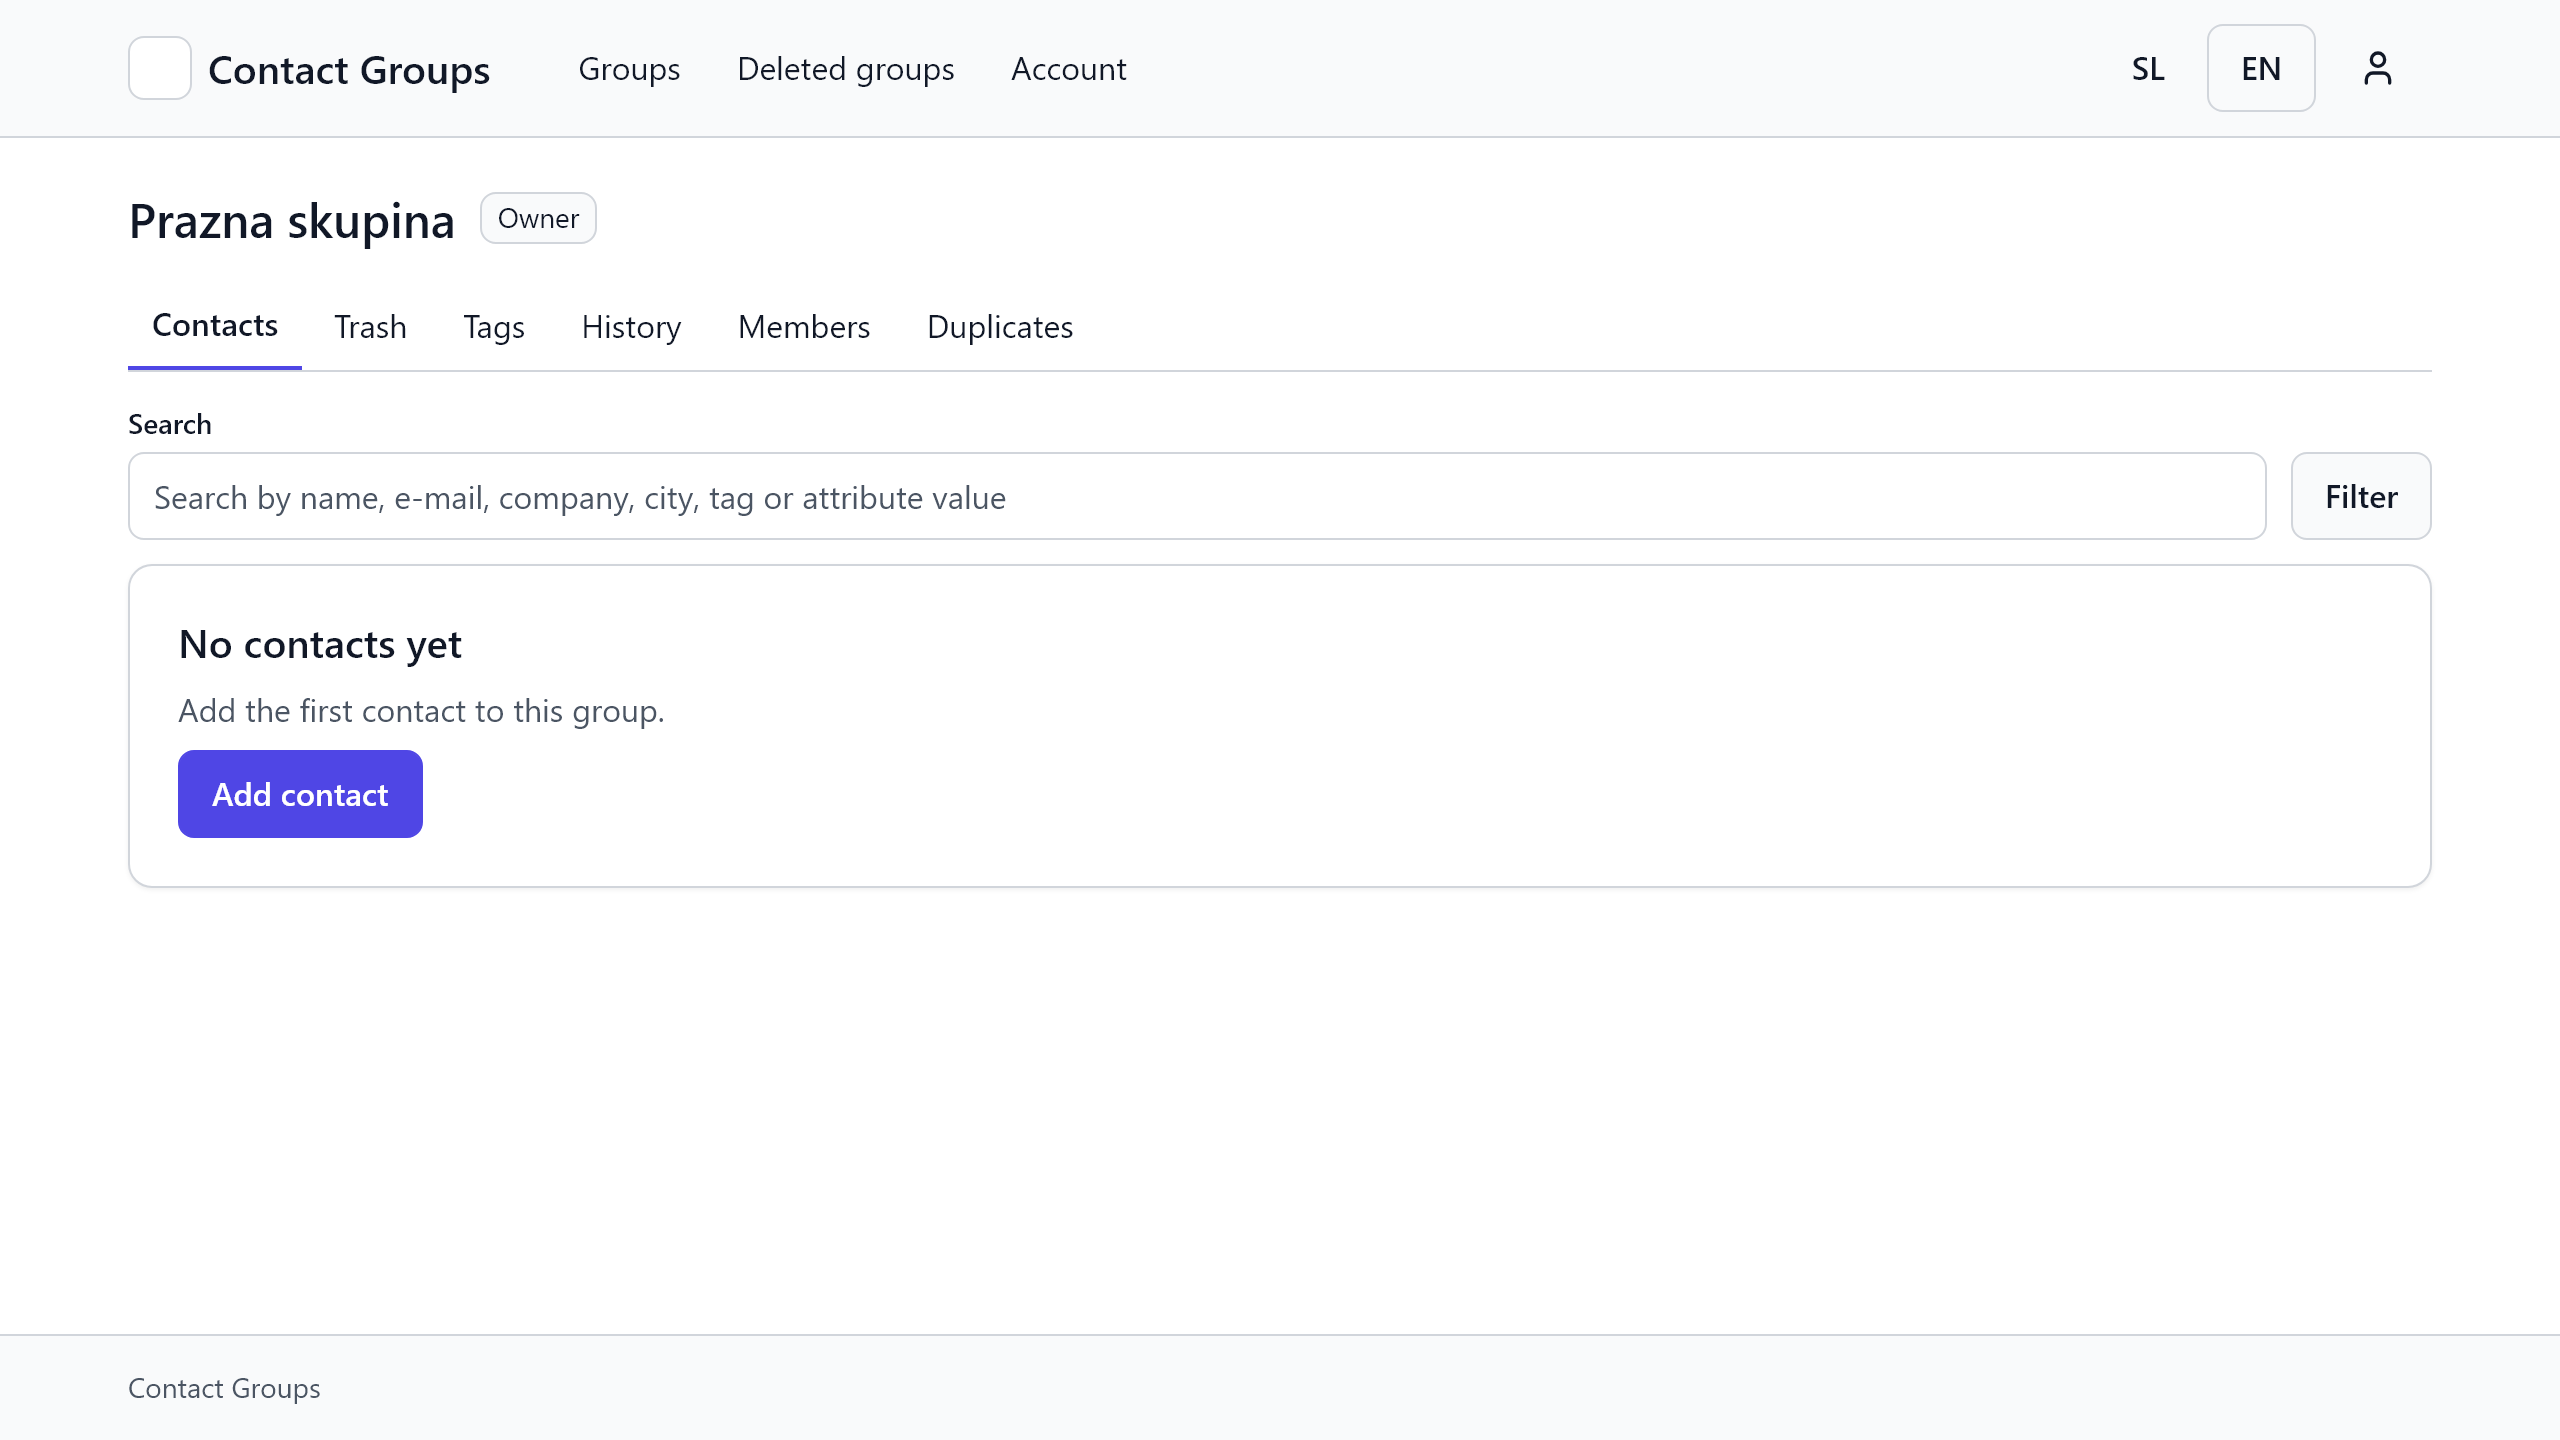 Contact Groups
Groups
Deleted groups
Account
SL
EN
Prazna skupina
Owner
Contacts
Trash
Tags
History
Members
Duplicates
Search
Search by name, e-mail, company, city, tag or attribute value
Filter
No contacts yet
Add the first contact to this group.
Add contact
Contact Groups